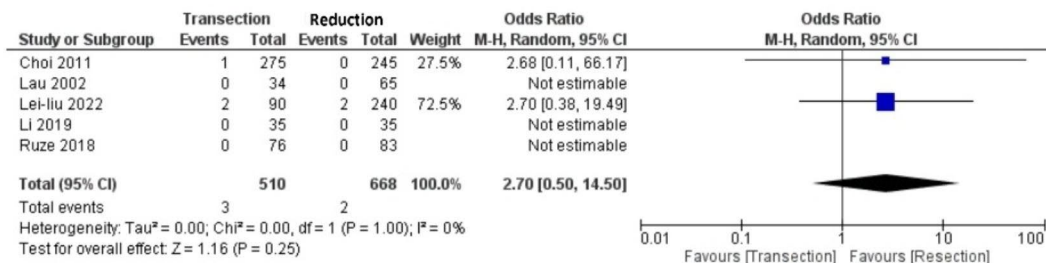 Transection Reduction Odds Ratio Odds Ratio
Study or Subgroup Events Total Events Total Weight M-H, Random, 95% CI M-H, Random, 95% CI
Choi 2011 1 275 0 245 27.5% 2.68 [0.11, 66.17]
Lau 2002 0 34 0 65 Not estimable
Lei-liu 2022 2 90 2 240 72.5% 2.70 [0.38, 19.49]
Li 2019 0 35 0 35 Not estimable
Ruze 2018 0 76 0 83 Not estimable
Total (95% CI) 510 668 100.0% 2.70 [0.50, 14.50]
Total events 3 2
Heterogeneity: Tau² = 0.00; Chi² = 0.00, df = 1 (P = 1.00); I² = 0%
Test for overall effect: Z = 1.16 (P = 0.25)
0.01 0.1 1 10 100
Favours [Transection] Favours [Resection]